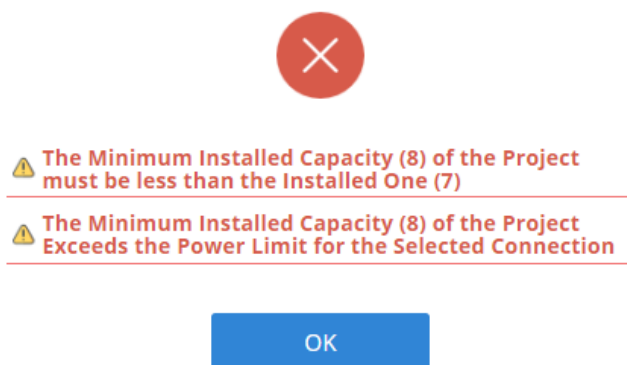 The Minimum Installed Capacity (8) of the Project
must be less than the Installed One (7)
The Minimum Installed Capacity (8) of the Project
Exceeds the Power Limit for the Selected Connection
OK